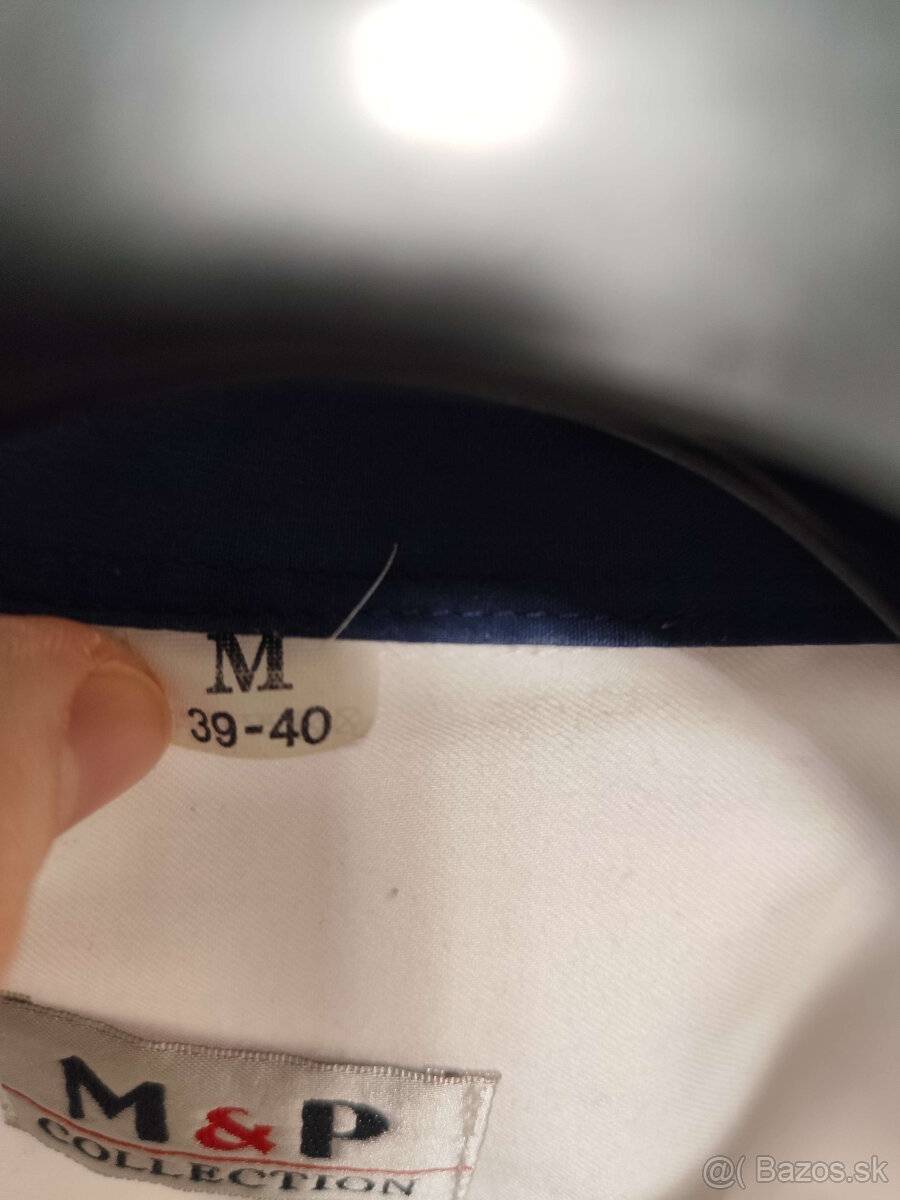 M
39-40
M&P
COLLECTION
@( Bazos.sk